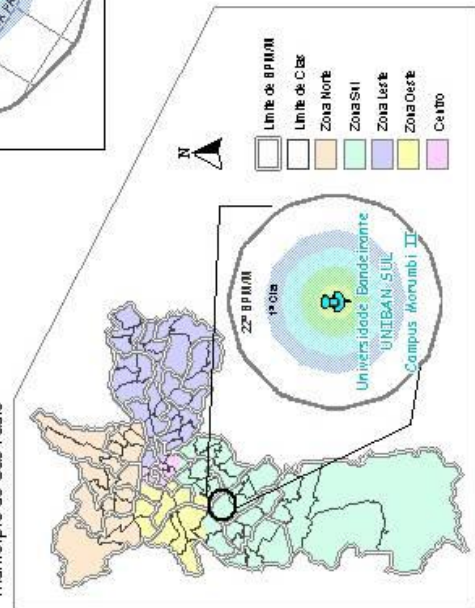 Município de São Paulo
N
Limite de BPM/M
Limite de Cias
Zona Norte
Zona Sul
Zona Leste
Zona Oeste
Centro
22º BPM/M
1ª Cia
Universidade Bandeirante
UNIBAN SUL
Campus Morumbi II